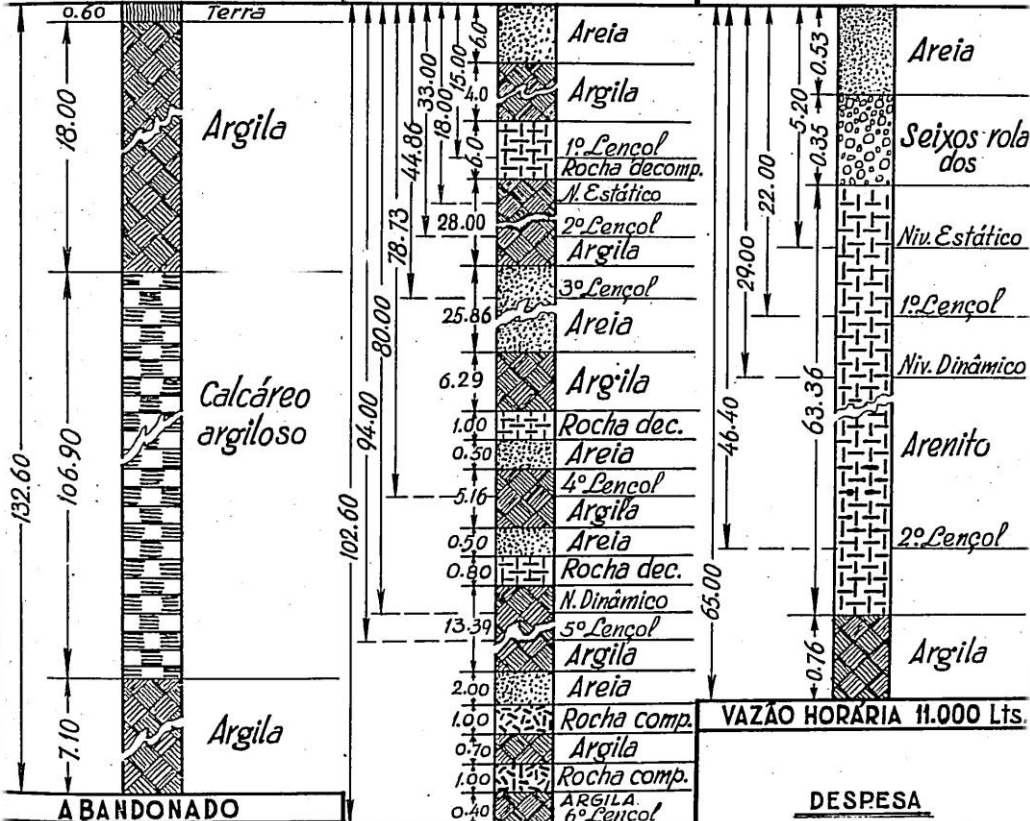 0.60
Terra
18.00
Argila
132.60
106.90
Calcáreo
argiloso
7.10
Argila
ABANDONADO
102.60
94.00
80.00
78.73
44.86
33.00
18.00
15.00
6.0
Areia
4.0
Argila
6.0
1º Lençol
Rocha decomp.
N. Estático
28.00
2º Lençol
Argila
3º Lençol
25.86
Areia
6.29
Argila
1.00
Rocha dec.
0.50
Areia
4º Lençol
5.16
Argila
0.50
Areia
0.80
Rocha dec.
N. Dinâmico
13.39
5º Lençol
Argila
2.00
Areia
1.00
Rocha comp.
0.70
Argila
1.00
Rocha comp.
0.40
ARGILA
6º Lençol
65.00
46.40
29.00
22.00
5.20
0.53
Areia
0.35
Seixos rola
dos
Niv. Estático
1º Lençol
Niv. Dinâmico
63.36
Arenito
2º Lençol
0.76
Argila
VAZÃO HORÁRIA 11.000 Lts.
DESPESA